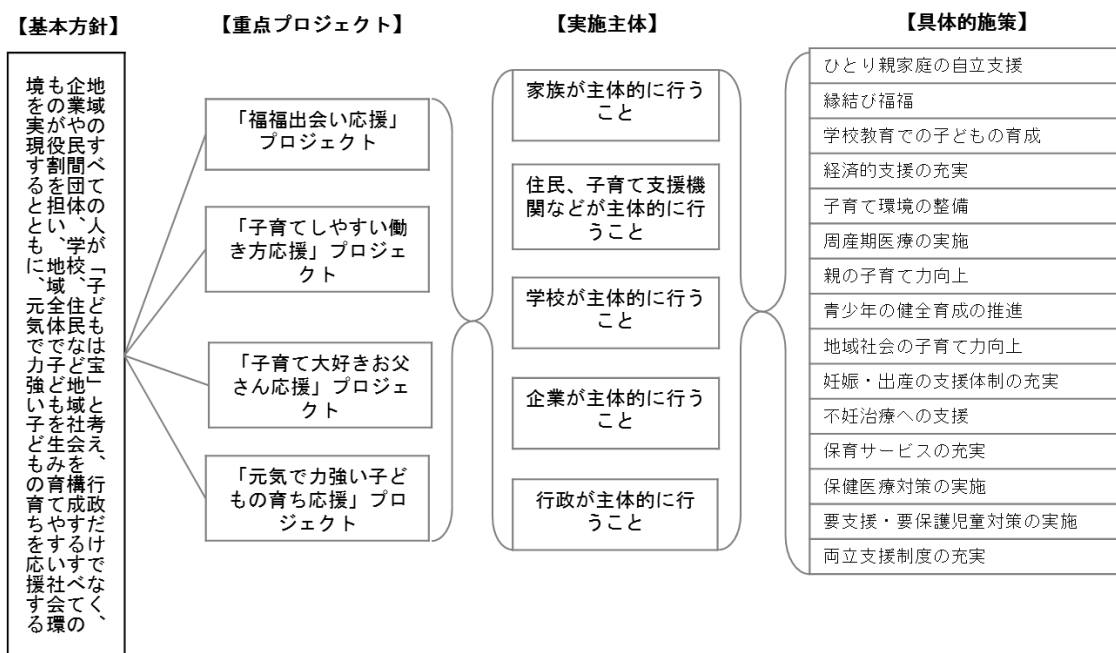 【基本方針】
【重点プロジェクト】
【実施主体】
【具体的施策】
地域のすべての人が「子どもは宝」と考え、行政だけでなく、
企業や民間団体、学校、住民など地域社会を構成するすべての
ものが役割を担い、地域全体で子どもを生み育てやすい社会環
境を実現するとともに、元気で力強い子どもの育ちを応援する
「福福出会い応援」
プロジェクト
「子育てしやすい働
き方応援」プロジェ
クト
「子育て大好きお父
さん応援」プロジェ
クト
「元気で力強い子ど
もの育ち応援」プロ
ジェクト
家族が主体的に行う
こと
住民、子育て支援機
関などが主体的に行
うこと
学校が主体的に行う
こと
企業が主体的に行う
こと
行政が主体的に行
うこと
ひとり親家庭の自立支援
縁結び福福
学校教育での子どもの育成
経済的支援の充実
子育て環境の整備
周産期医療の実施
親の子育て力向上
青少年の健全育成の推進
地域社会の子育て力向上
妊娠・出産の支援体制の充実
不妊治療への支援
保育サービスの充実
保健医療対策の実施
要支援・要保護児童対策の実施
両立支援制度の充実